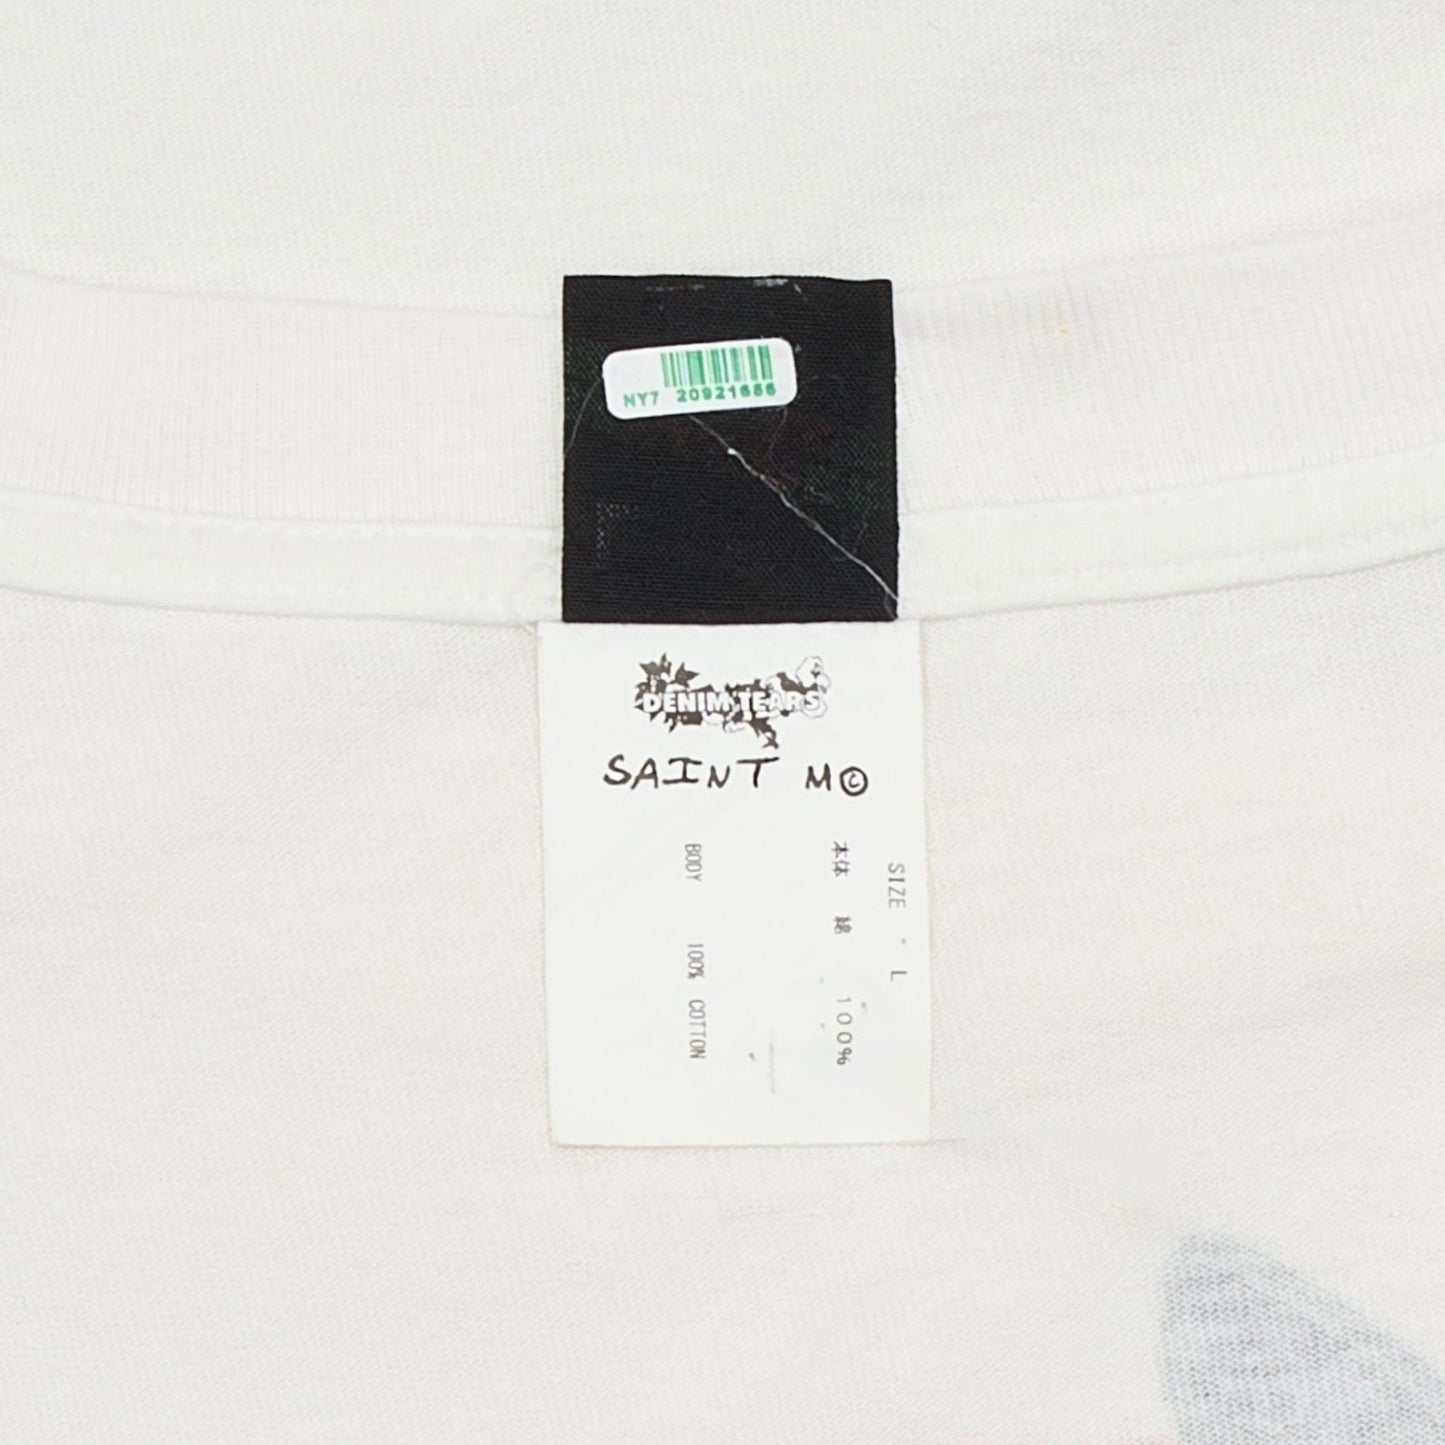 NY7 20921656
DENIM TEARS
SAINT M©
SIZE - L
本体 綿 100%
BODY 100% COTTON